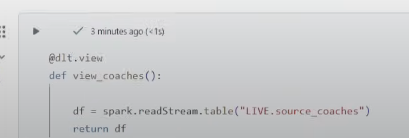 3 minutes ago (<1s)
@dlt.view
def view_coaches():
df = spark.readStream.table("LIVE.source_coaches")
return df